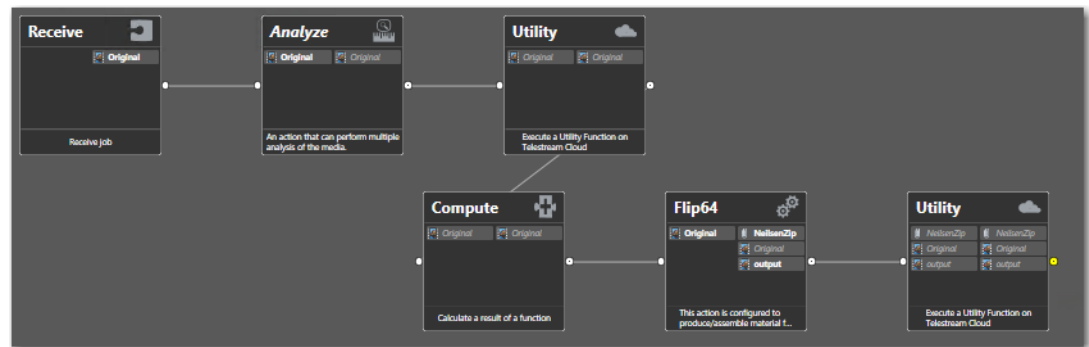 Receive
Original
Receive job
Analyze
Original Original
An action that can perform multiple
analysis of the media.
Utility
Original Original
Execute a Utility Function on
Telestream Cloud
Compute
Original Original
Calculate a result of a function
Flip64
Original NeilsenZip
Original
output
This action is configured to
produce/assemble material f...
Utility
NeilsenZip NeilsenZip
Original Original
output output
Execute a Utility Function on
Telestream Cloud